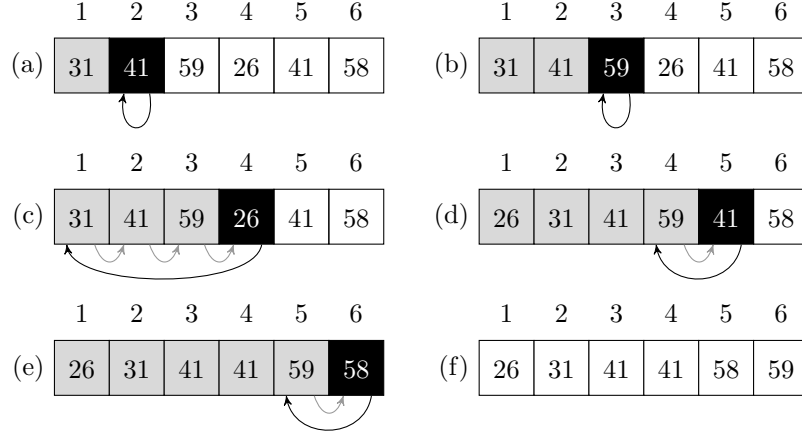 1 2 3 4 5 6
(a) 31 41 59 26 41 58
1 2 3 4 5 6
(b) 31 41 59 26 41 58
1 2 3 4 5 6
(c) 31 41 59 26 41 58
1 2 3 4 5 6
(d) 26 31 41 59 41 58
1 2 3 4 5 6
(e) 26 31 41 41 59 58
1 2 3 4 5 6
(f) 26 31 41 41 58 59